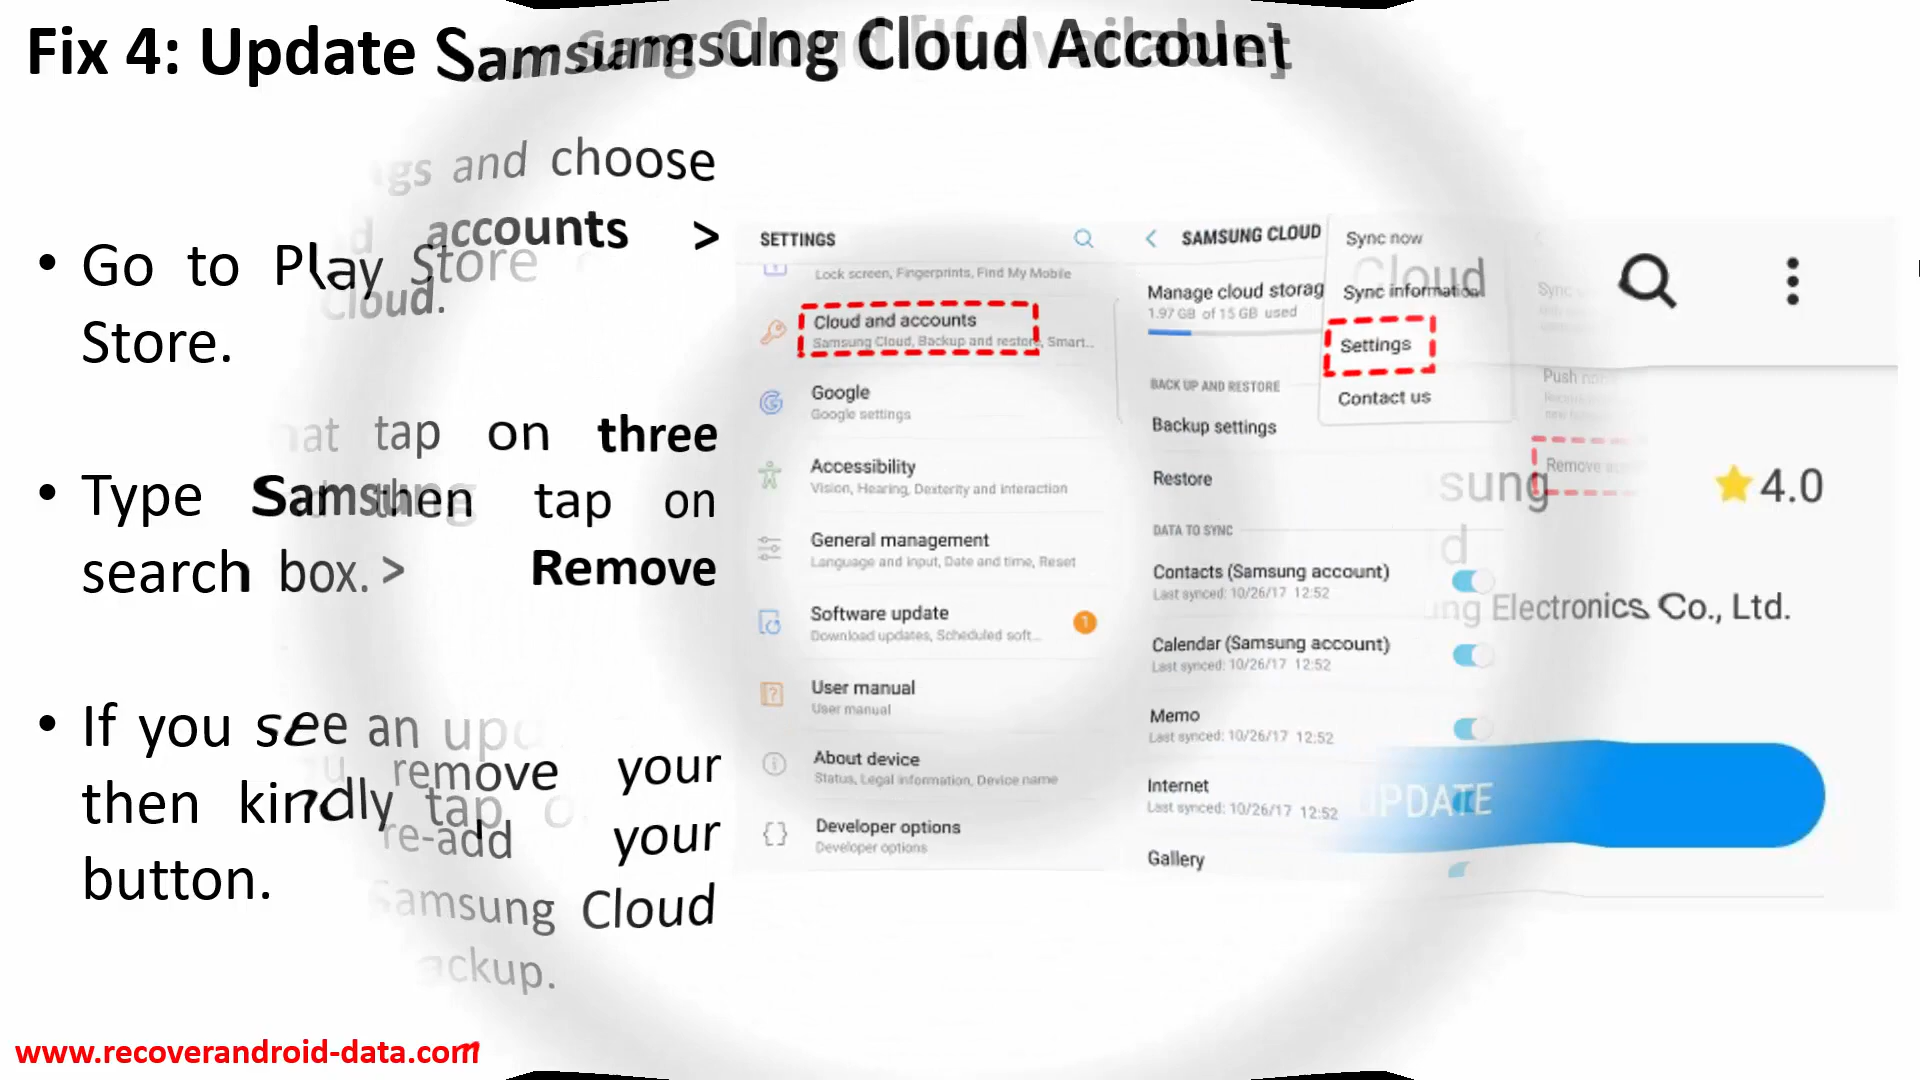 Fix 4: Update Samsung Cloud Account
and choose
accounts >
Cloud.
• Go to Play Store
Store.
tap on three
• Type Samsung
then tap on
search box. >
Remove
• If you see an
then kindly tap
button.
remove your
re-add your
Samsung Cloud
www.recoverandroid-data.com
SETTINGS
Lock screen, Fingerprints, Find My Mobile
Cloud and accounts
Samsung Cloud, Backup and restore, Smart...
Google
Google settings
Accessibility
Vision, Hearing, Dexterity and interaction
General management
Language and input, Date and time, Reset
Software update
Download updates, Scheduled soft...
1
User manual
User manual
About device
Status, Legal information, Device name
Developer options
Developer options
SAMSUNG CLOUD
Manage cloud storag
1.97 GB of 15 GB used
BACK UP AND RESTORE
Backup settings
Restore
DATA TO SYNC
Contacts (Samsung account)
Last synced: 10/26/17 12:52
Calendar (Samsung account)
Last synced: 10/26/17 12:52
Memo
Last synced: 10/26/17 12:52
Internet
Last synced: 10/26/17 12:52
Gallery
Sync now
Sync information
Settings
Contact us
Cloud
Push
Remove
4.0
Electronics Co., Ltd.
UPDATE